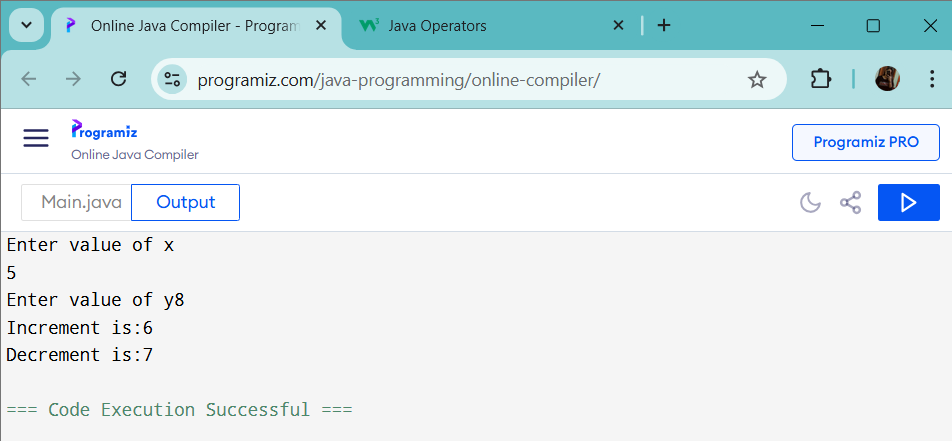 Online Java Compiler - Program
Java Operators
programiz.com/java-programming/online-compiler/
Programiz
Online Java Compiler
Programiz PRO
Main.java
Output
Enter value of x
5
Enter value of y8
Increment is:6
Decrement is:7
=== Code Execution Successful ===